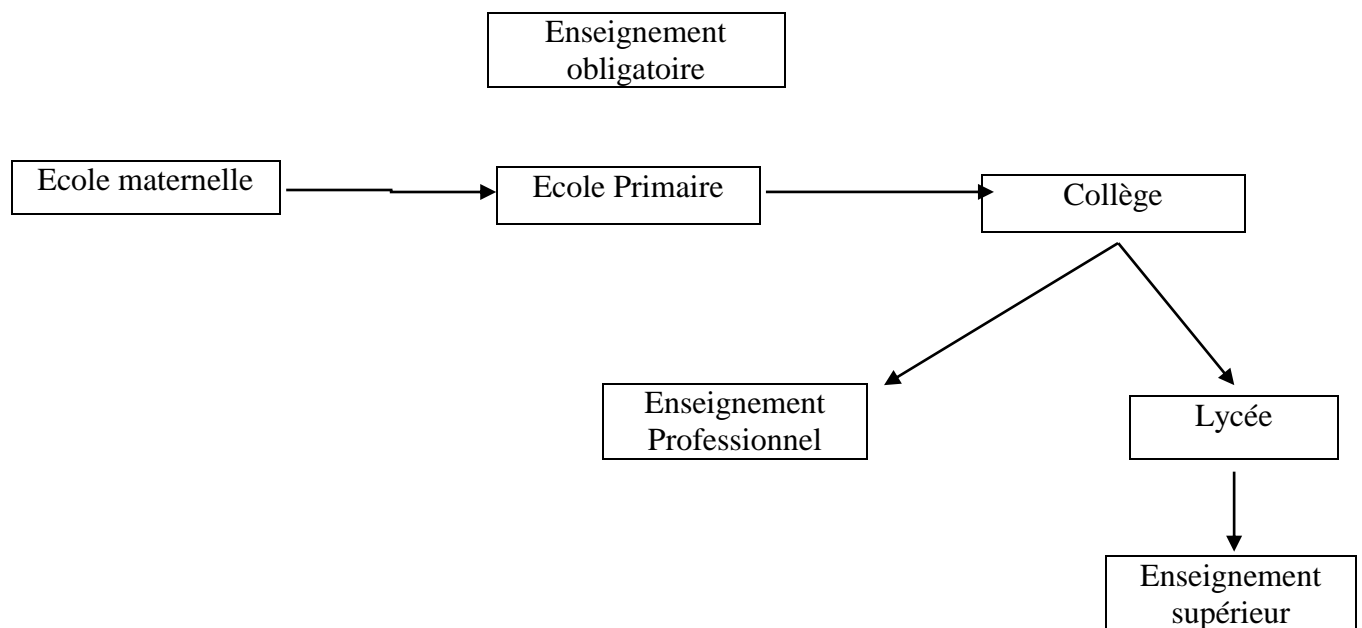 Enseignement
obligatoire
Ecole maternelle
Ecole Primaire
Collège
Enseignement
Professionnel
Lycée
Enseignement
supérieur